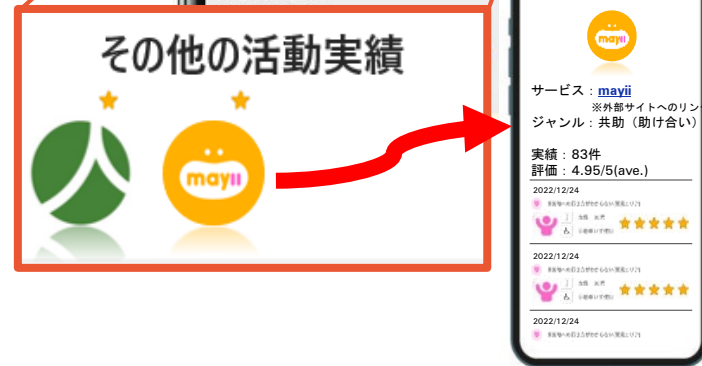 その他の活動実績
mayii
mayii
サービス：mayii
※外部サイトへのリンク
ジャンル：共助（助け合い）
実績：83件
評価：4.95/5(ave.)
2022/12/24
2022/12/24
2022/12/24